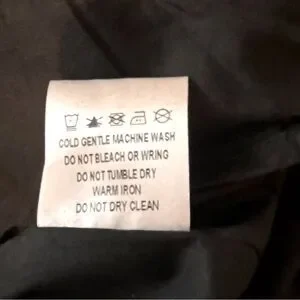 COLD GENTLE MACHINE WASH
DO NOT BLEACH OR WRING
DO NOT TUMBLE DRY
WARM IRON
DO NOT DRY CLEAN